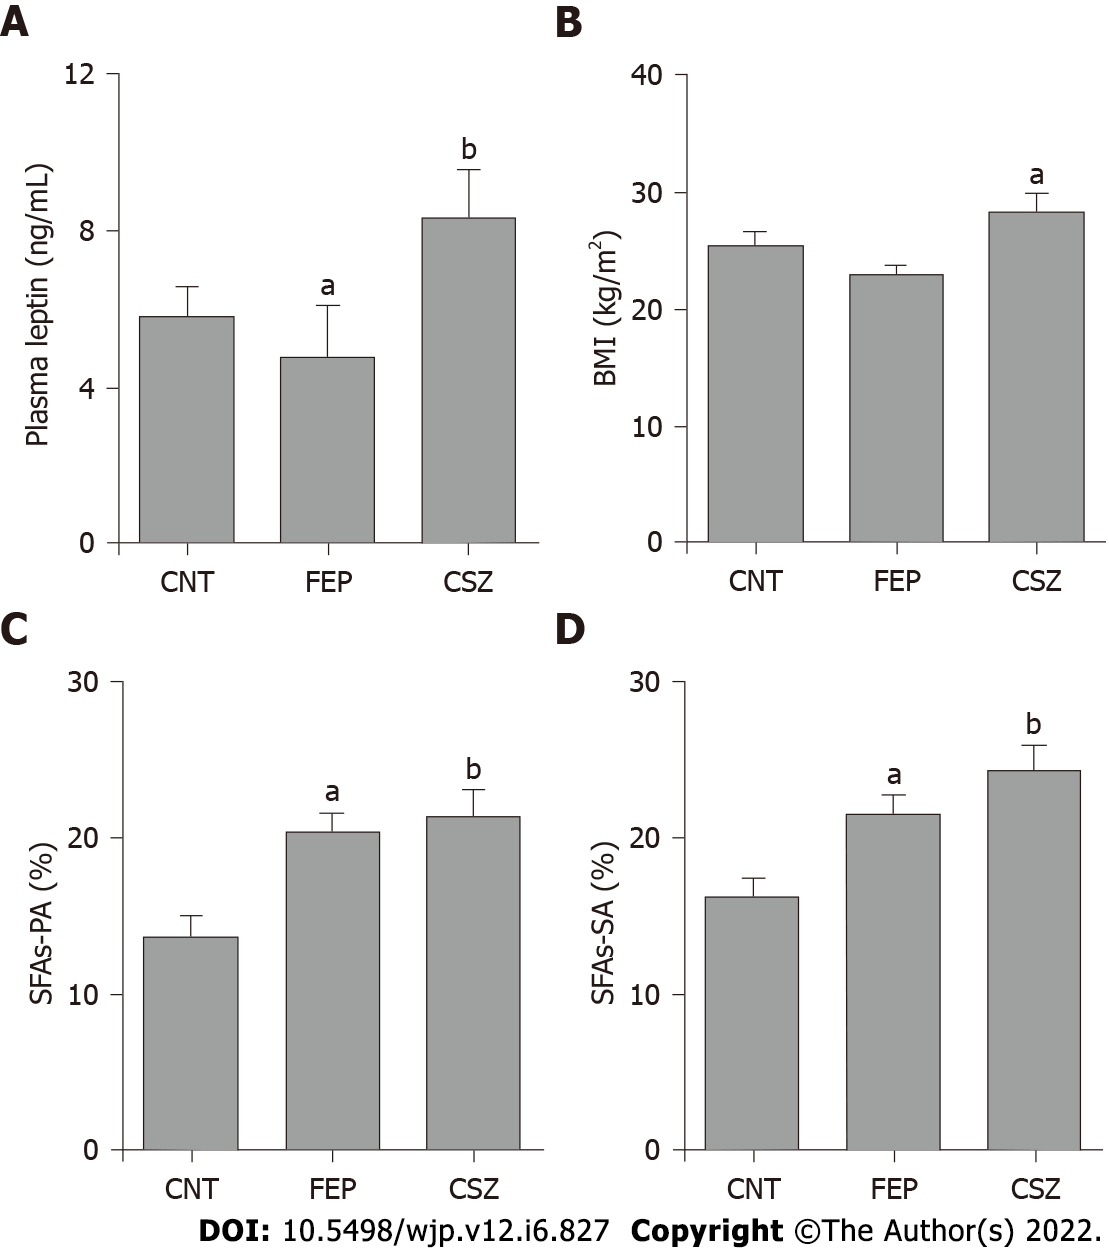 A
12
8
4
0
Plasma leptin (ng/mL)
a
b
CNT FEP CSZ
B
40
30
20
10
0
BMI (kg/m²)
a
CNT FEP CSZ
C
30
20
10
0
SFAs-PA (%)
a
b
CNT FEP CSZ
D
30
20
10
0
SFAs-SA (%)
a
b
CNT FEP CSZ
DOI: 10.5498/wjp.v12.i6.827 Copyright ©The Author(s) 2022.